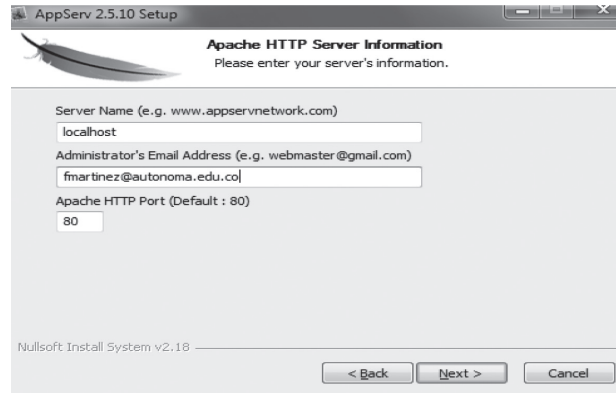 AppServ 2.5.10 Setup
Apache HTTP Server Information
Please enter your server's information.
Server Name (e.g. www.appservnetwork.com)
localhost
Administrator's Email Address (e.g. webmaster@gmail.com)
fmartinez@autonoma.edu.co
Apache HTTP Port (Default : 80)
80
Nullsoft Install System v2.18
< Back Next > Cancel